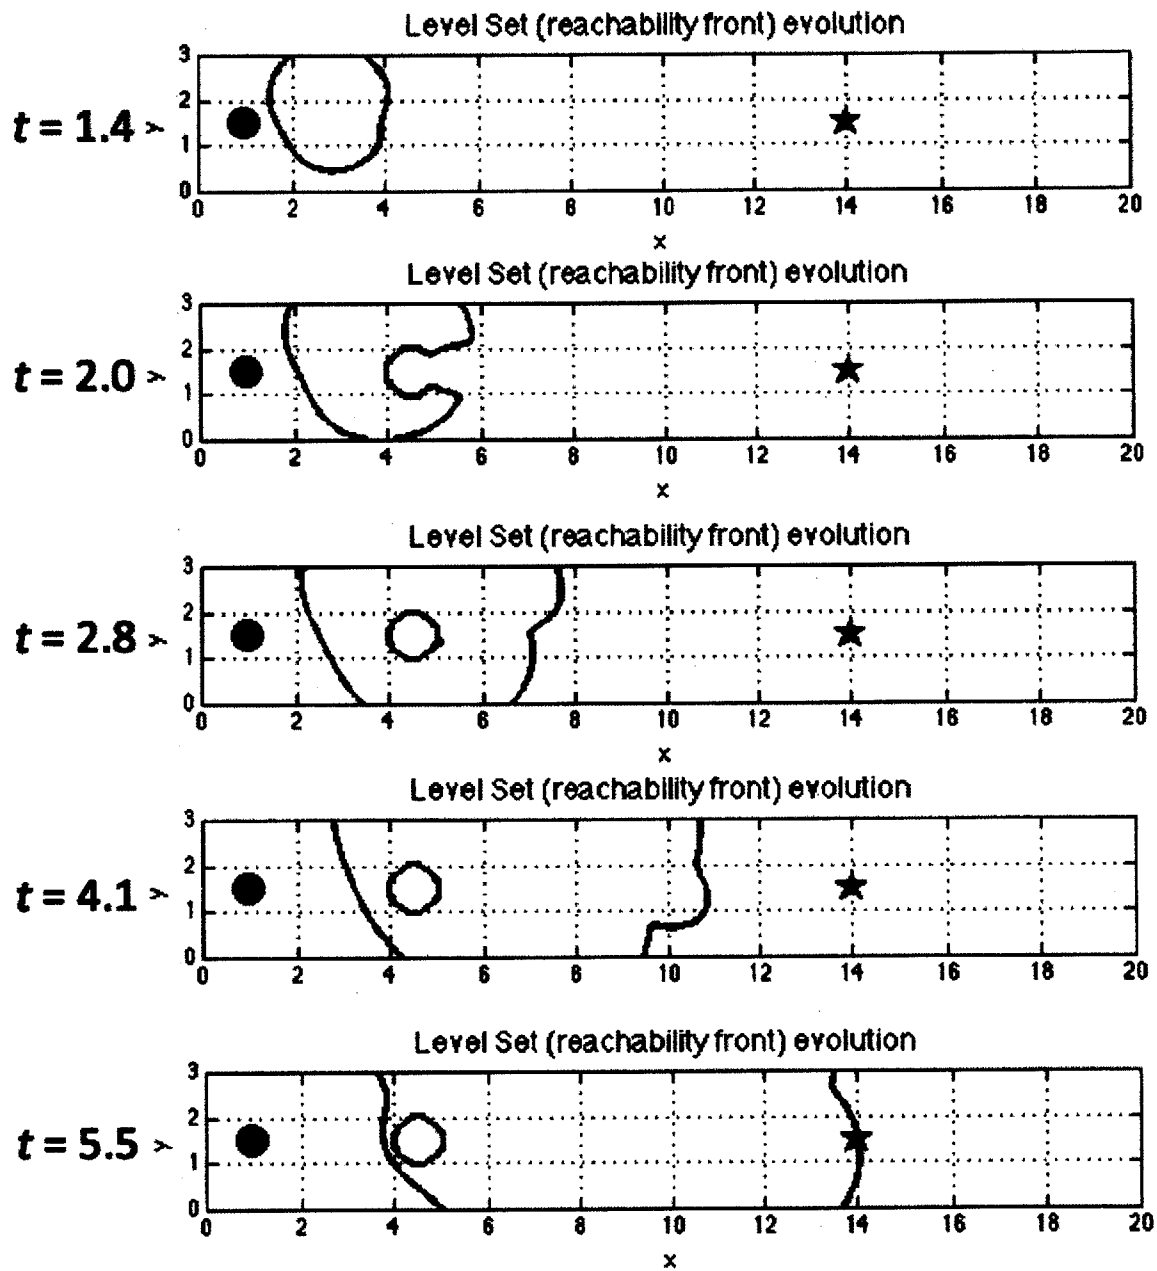 Level Set (reachability front) evolution
3
2
1
0
t = 1.4
y
0 2 4 6 8 10 12 14 16 18 20
x
Level Set (reachability front) evolution
3
2
1
0
t = 2.0
y
0 2 4 6 8 10 12 14 16 18 20
x
Level Set (reachability front) evolution
3
2
1
0
t = 2.8
y
0 2 4 6 8 10 12 14 16 18 20
x
Level Set (reachability front) evolution
3
2
1
0
t = 4.1
y
0 2 4 6 8 10 12 14 16 18 20
x
Level Set (reachability front) evolution
3
2
1
0
t = 5.5
y
0 2 4 6 8 10 12 14 16 18 20
x